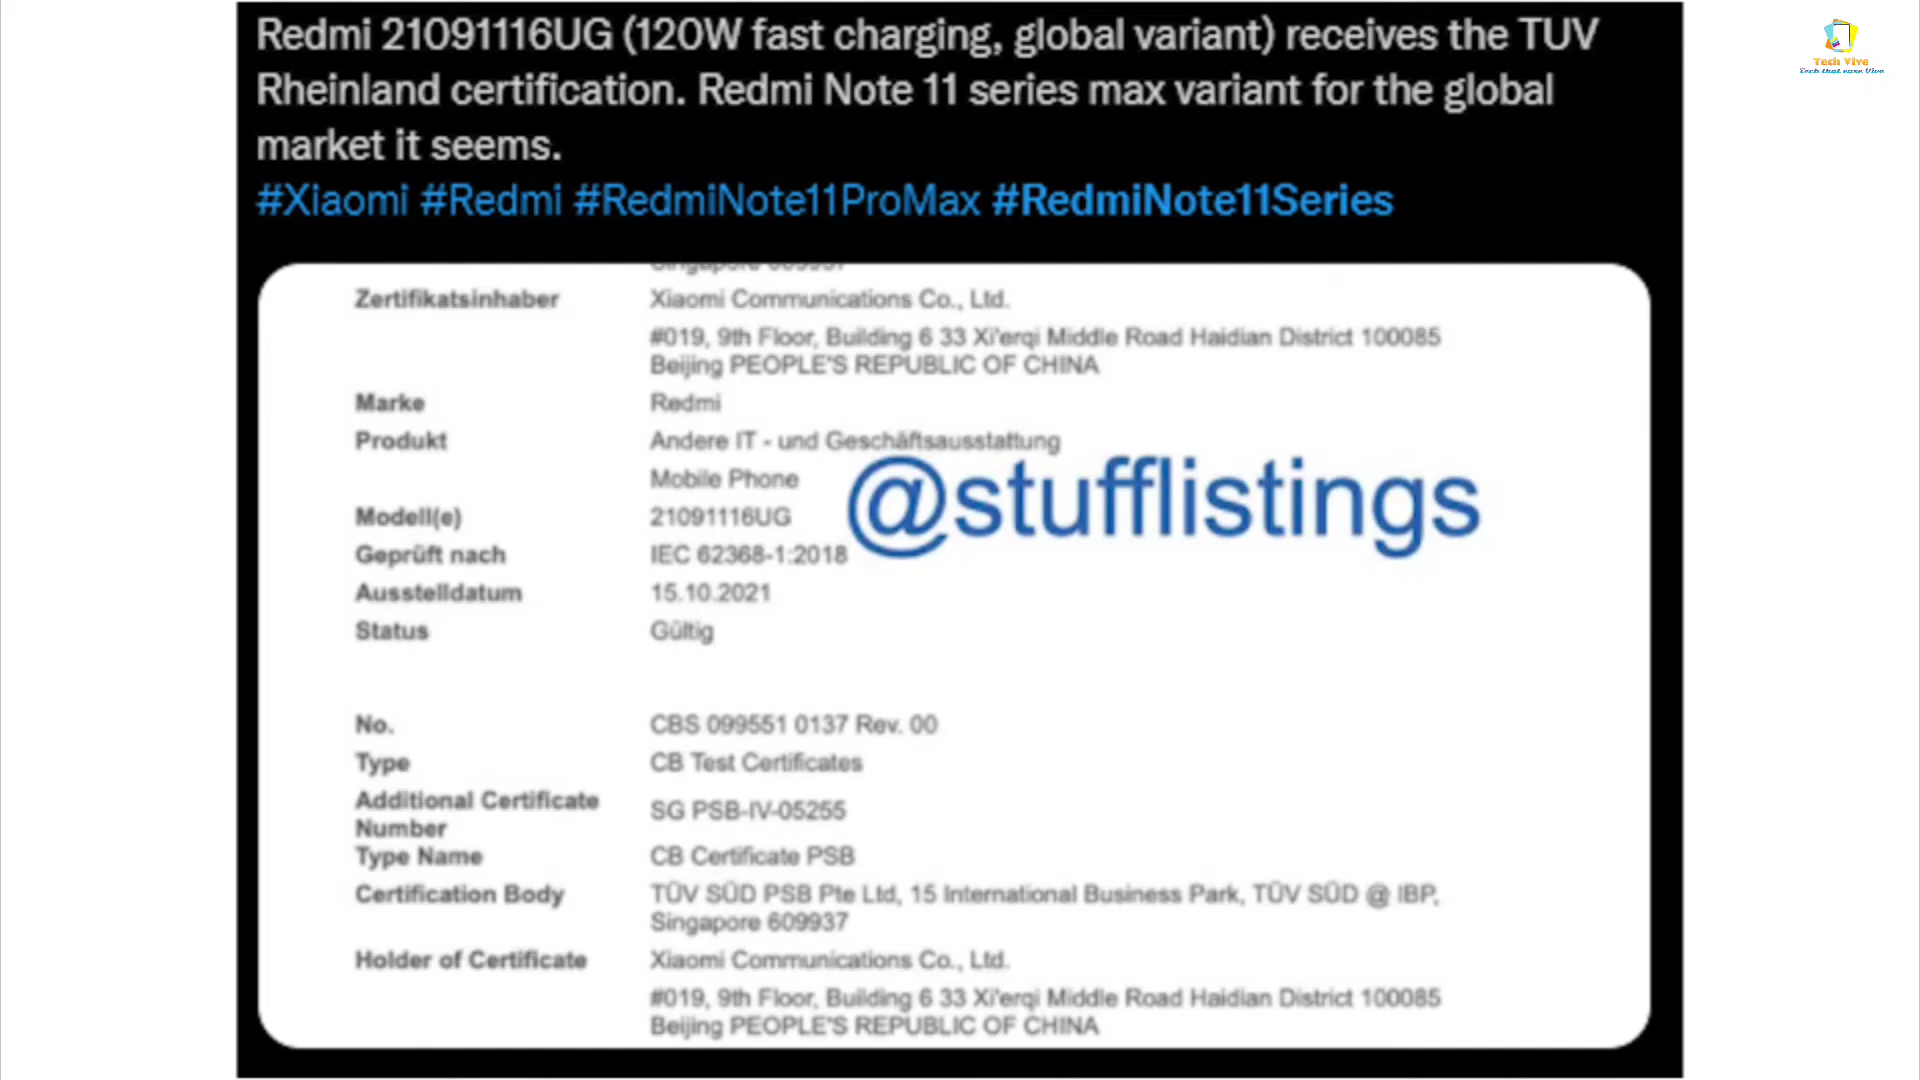 Redmi 21091116UG (120W fast charging, global variant) receives the TUV
Rheinland certification. Redmi Note 11 series max variant for the global
market it seems.
#Xiaomi #Redmi #RedmiNote11ProMax #RedmiNote11Series
Tech Vive
Tech that ease Vive
Singapore 609937
Zertifikatsinhaber Xiaomi Communications Co., Ltd.
#019, 9th Floor, Building 6 33 Xi'erqi Middle Road Haidian District 100085
Beijing PEOPLE'S REPUBLIC OF CHINA
Marke Redmi
Produkt Andere IT - und Geschäftsausstattung
Mobile Phone
@stufflistings
Modell(e) 21091116UG
Geprüft nach IEC 62368-1:2018
Ausstelldatum 15.10.2021
Status Gültig
No. CBS 099551 0137 Rev. 00
Type CB Test Certificates
Additional Certificate
Number SG PSB-IV-05255
Type Name CB Certificate PSB
Certification Body TÜV SÜD PSB Pte Ltd, 15 International Business Park, TÜV SÜD @ IBP,
Singapore 609937
Holder of Certificate Xiaomi Communications Co., Ltd.
#019, 9th Floor, Building 6 33 Xi'erqi Middle Road Haidian District 100085
Beijing PEOPLE'S REPUBLIC OF CHINA